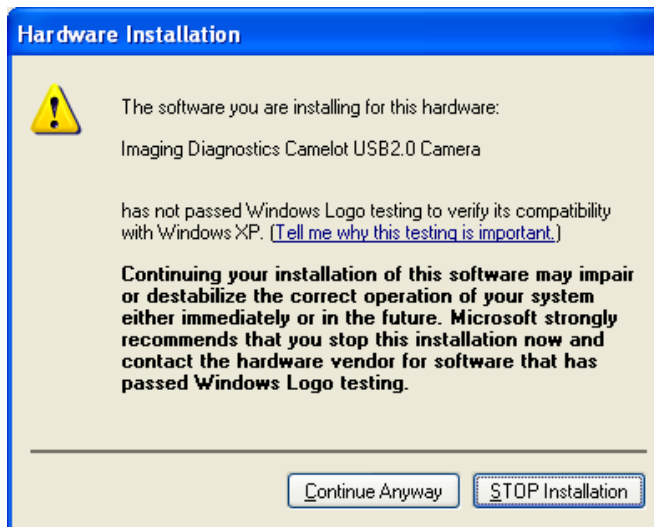 Hardware Installation
The software you are installing for this hardware:
Imaging Diagnostics Camelot USB2.0 Camera
has not passed Windows Logo testing to verify its compatibility
with Windows XP. (Tell me why this testing is important.)
Continuing your installation of this software may impair
or destabilize the correct operation of your system
either immediately or in the future. Microsoft strongly
recommends that you stop this installation now and
contact the hardware vendor for software that has
passed Windows Logo testing.
Continue Anyway
STOP Installation